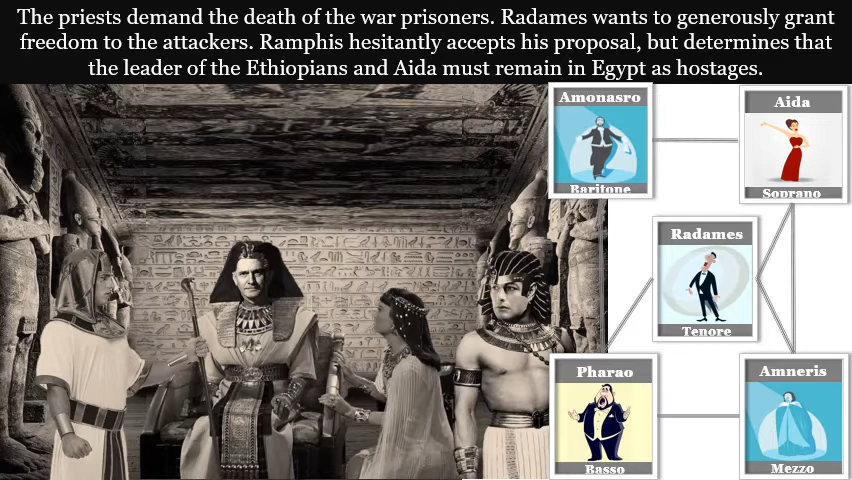 The priests demand the death of the war prisoners. Radames wants to generously grant
freedom to the attackers. Ramphis hesitantly accepts his proposal, but determines that
the leader of the Ethiopians and Aida must remain in Egypt as hostages.
Amonasro
Baritone
Aida
Soprano
Radames
Tenore
Pharao
Basso
Amneris
Mezzo